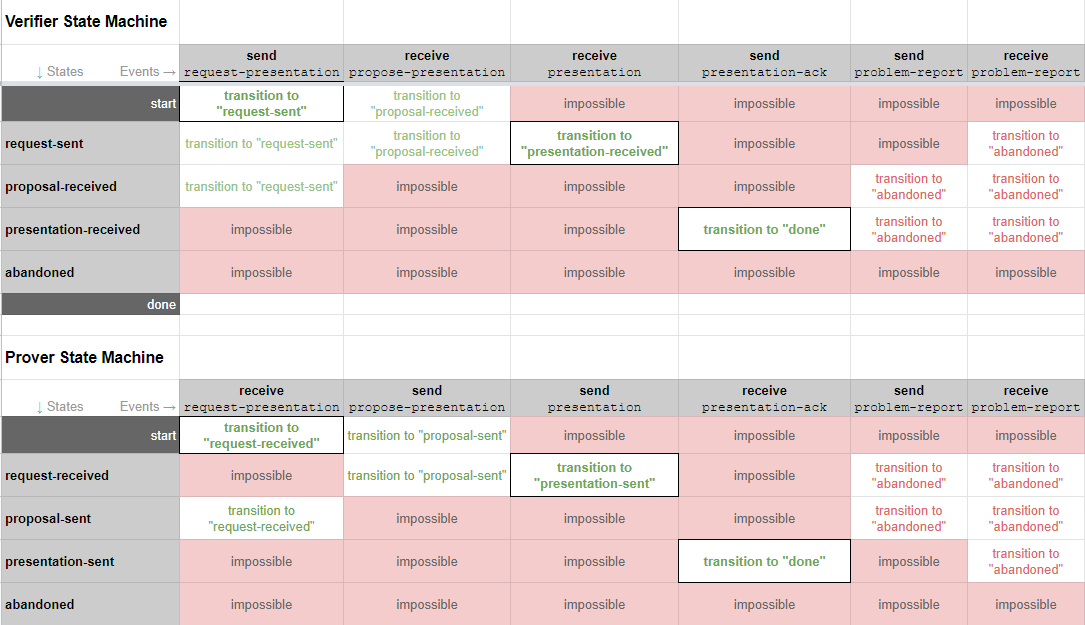 Verifier State Machine
send receive receive send send receive
↓ States Events → request-presentation propose-presentation presentation presentation-ack problem-report problem-report
start transition to "request-sent" transition to "proposal-received" impossible impossible impossible impossible
request-sent transition to "request-sent" transition to "proposal-received" transition to "presentation-received" impossible impossible transition to "abandoned"
proposal-received transition to "request-sent" impossible impossible impossible transition to "abandoned" transition to "abandoned"
presentation-received impossible impossible impossible transition to "done" transition to "abandoned" transition to "abandoned"
abandoned impossible impossible impossible impossible impossible impossible
done
Prover State Machine
receive send send receive send receive
↓ States Events → request-presentation propose-presentation presentation presentation-ack problem-report problem-report
start transition to "request-received" transition to "proposal-sent" impossible impossible impossible impossible
request-received impossible transition to "proposal-sent" transition to "presentation-sent" impossible transition to "abandoned" transition to "abandoned"
proposal-sent transition to "request-received" impossible impossible impossible transition to "abandoned" transition to "abandoned"
presentation-sent impossible impossible impossible transition to "done" impossible transition to "abandoned"
abandoned impossible impossible impossible impossible impossible impossible